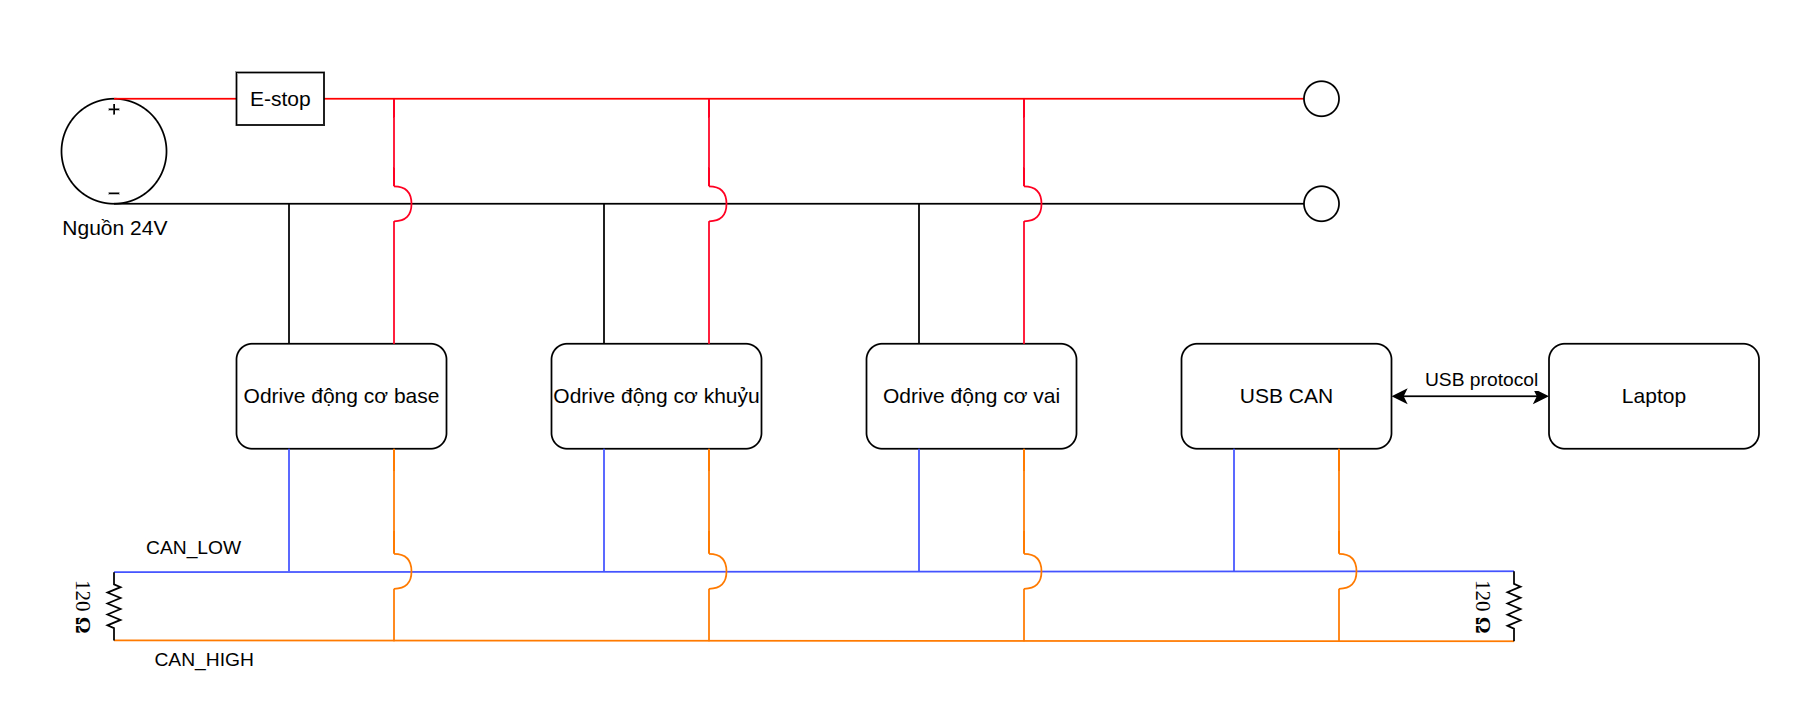 E-stop
+
−
Nguồn 24V
Odrive động cơ base
Odrive động cơ khuỷu
Odrive động cơ vai
USB CAN
USB protocol
Laptop
CAN_LOW
120 Ω
120 Ω
CAN_HIGH